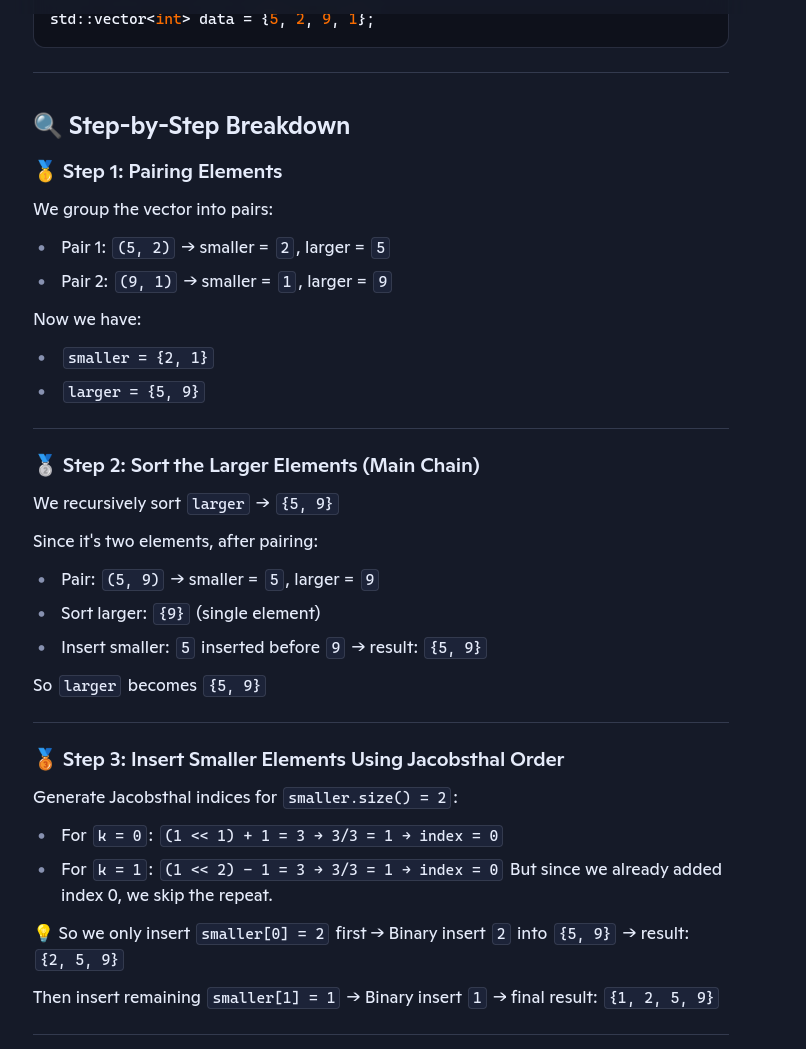 std::vector<int> data = {5, 2, 9, 1};
🔍 Step-by-Step Breakdown
🥇 Step 1: Pairing Elements
We group the vector into pairs:
• Pair 1: (5, 2) → smaller = 2, larger = 5
• Pair 2: (9, 1) → smaller = 1, larger = 9
Now we have:
• smaller = {2, 1}
• larger = {5, 9}
🥈 Step 2: Sort the Larger Elements (Main Chain)
We recursively sort larger → {5, 9}
Since it's two elements, after pairing:
• Pair: (5, 9) → smaller = 5, larger = 9
• Sort larger: {9} (single element)
• Insert smaller: 5 inserted before 9 → result: {5, 9}
So larger becomes {5, 9}
🥉 Step 3: Insert Smaller Elements Using Jacobsthal Order
Generate Jacobsthal indices for smaller.size() = 2:
• For k = 0: (1 << 1) + 1 = 3 → 3/3 = 1 → index = 0
• For k = 1: (1 << 2) − 1 = 3 → 3/3 = 1 → index = 0 But since we already added
index 0, we skip the repeat.
💡 So we only insert smaller[0] = 2 first → Binary insert 2 into {5, 9} → result:
{2, 5, 9}
Then insert remaining smaller[1] = 1 → Binary insert 1 → final result: {1, 2, 5, 9}